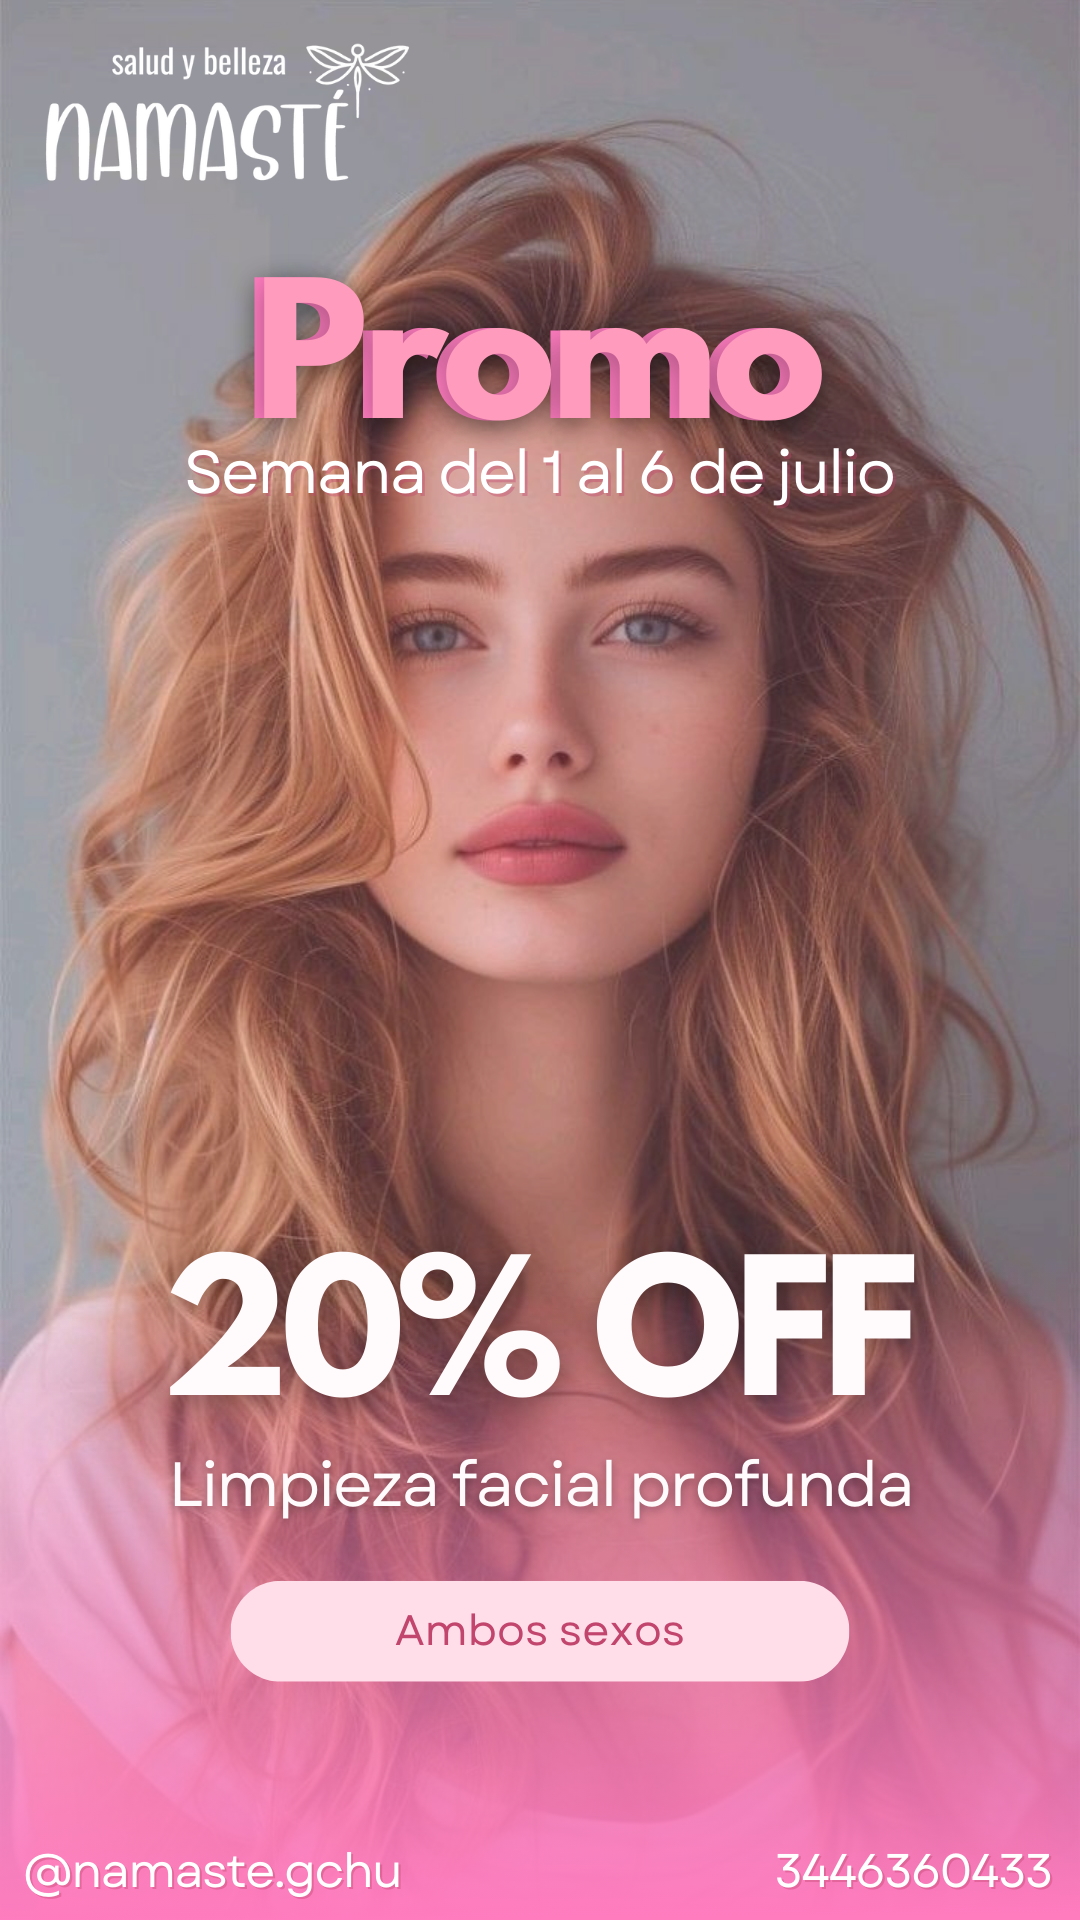 salud y belleza
NAMASTÉ
Promo
Semana del 1 al 6 de julio
20% OFF
Limpieza facial profunda
Ambos sexos
@namaste.gchu
3446360433